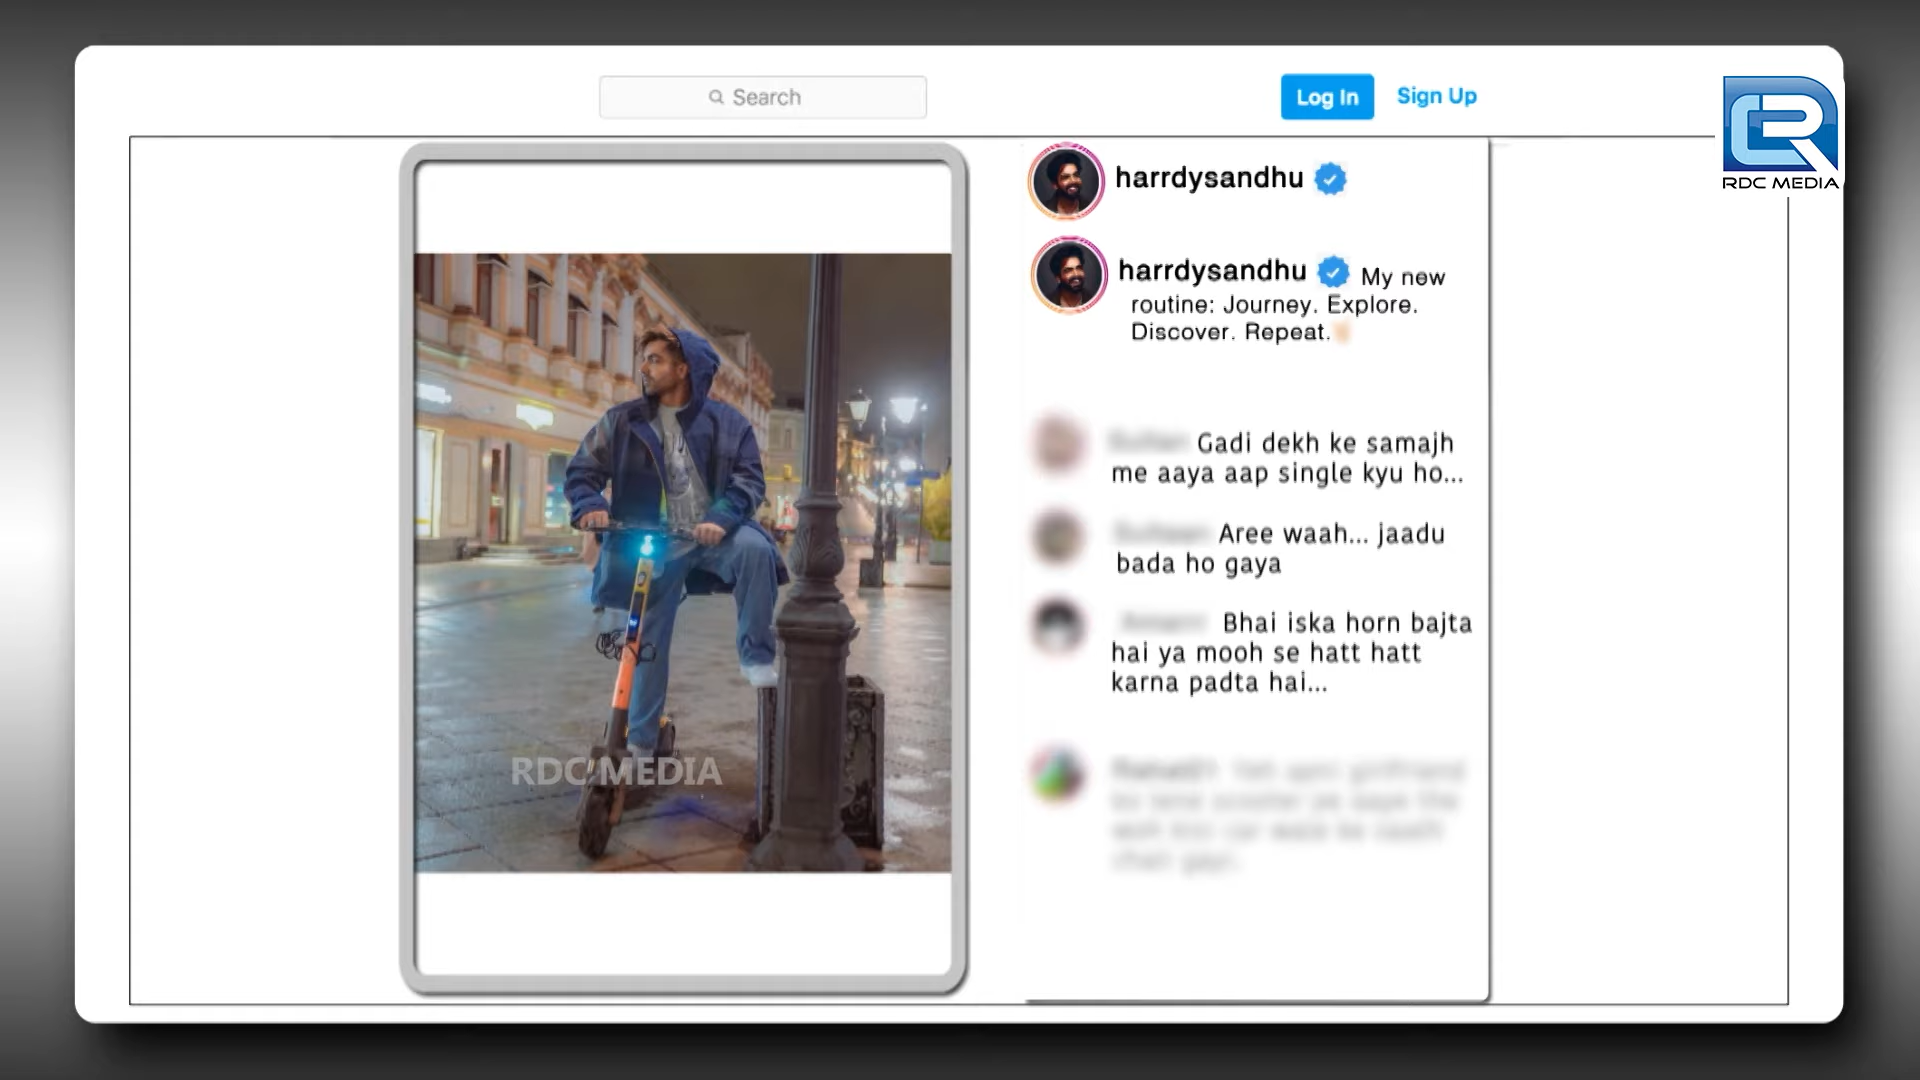 Search
Log In
Sign Up
RDC MEDIA
harrdysandhu
harrdysandhu My new
routine: Journey. Explore.
Discover. Repeat.
Gadi dekh ke samajh
me aaya aap single kyu ho...
Aree waah... jaadu
bada ho gaya
Bhai iska horn bajta
hai ya mooh se hatt hatt
karna padta hai...
RDC MEDIA